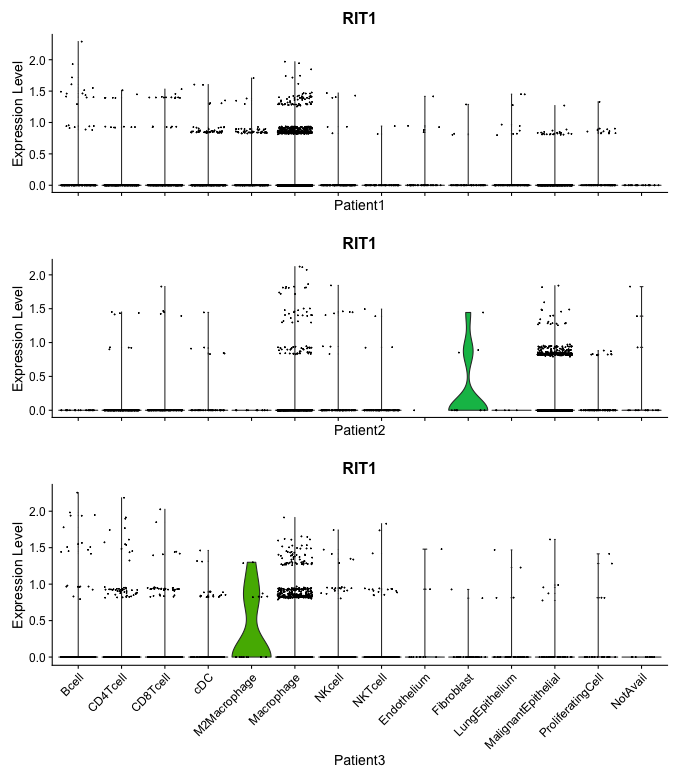 RIT1
Expression Level
2.0
1.5
1.0
0.5
0.0
Patient1
RIT1
Expression Level
2.0
1.5
1.0
0.5
0.0
Patient2
RIT1
Expression Level
2.0
1.5
1.0
0.5
0.0
Bcell
CD4Tcell
CD8Tcell
cDC
M2Macrophage
Macrophage
NKcell
NKTcell
Endothelium
Fibroblast
LungEpithelium
MalignantEpithelial
ProliferatingCell
NotAvail
Patient3